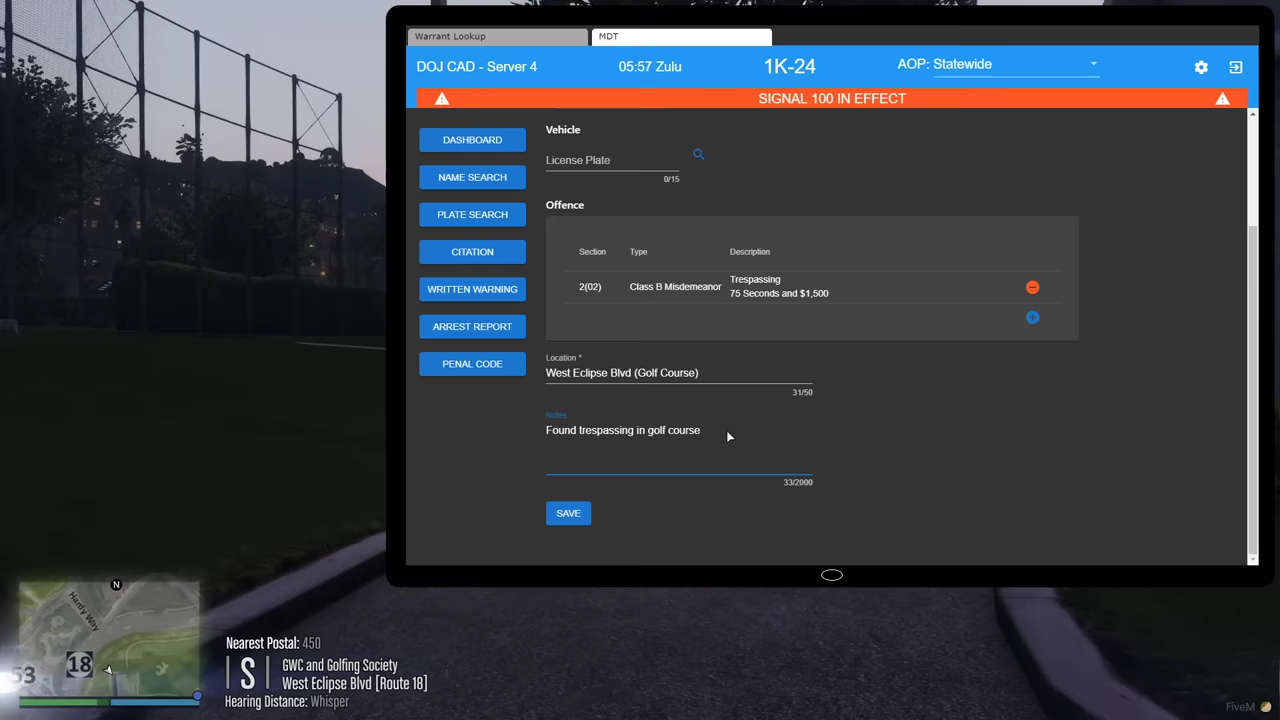 Warrant Lookup
MDT
DOJ CAD - Server 4
05:57 Zulu
1K-24
AOP: Statewide
SIGNAL 100 IN EFFECT
DASHBOARD
NAME SEARCH
PLATE SEARCH
CITATION
WRITTEN WARNING
ARREST REPORT
PENAL CODE
Vehicle
License Plate
0/15
Offence
Section
Type
Description
2(02)
Class B Misdemeanor
Trespassing
75 Seconds and $1,500
Location *
West Eclipse Blvd (Golf Course)
31/50
Notes
Found trespassing in golf course
33/2000
SAVE
N
Hardy Way
53
18
Nearest Postal: 450
| S |
GWC and Golfing Society
West Eclipse Blvd [Route 18]
Hearing Distance: Whisper
FiveM